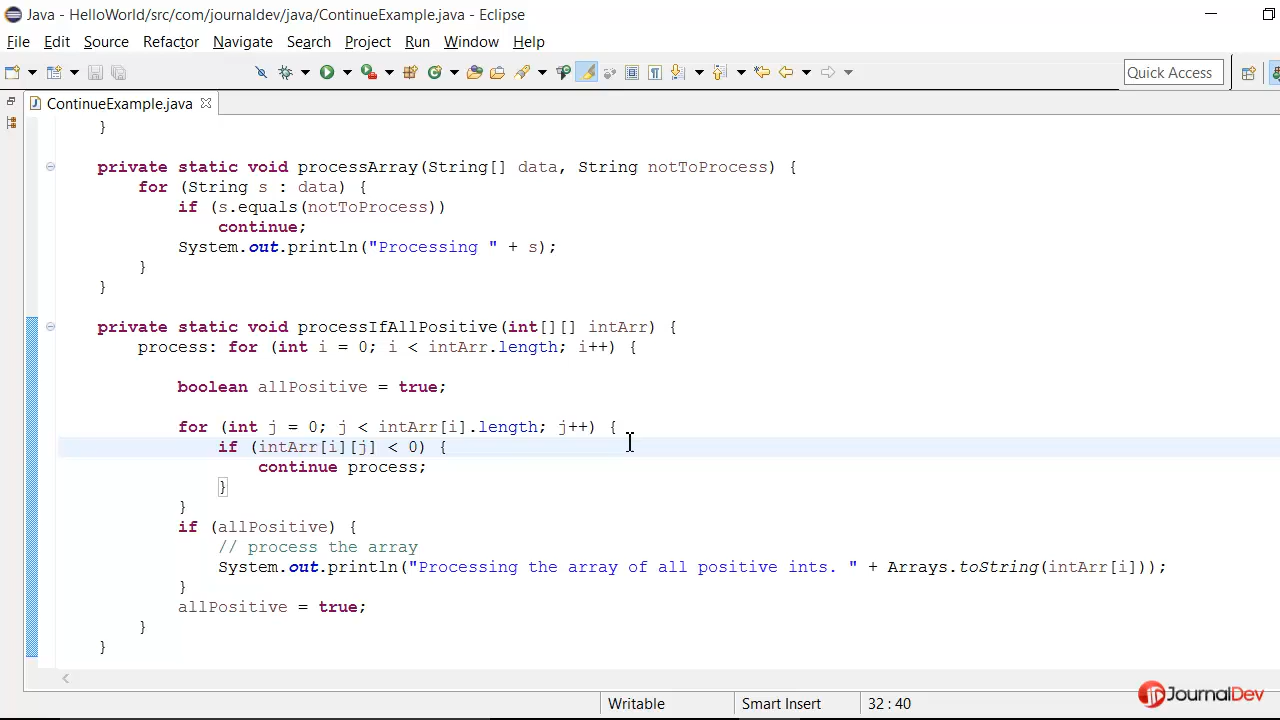 Java - HelloWorld/src/com/journaldev/java/ContinueExample.java - Eclipse
File Edit Source Refactor Navigate Search Project Run Window Help
Quick Access
ContinueExample.java
}
private static void processArray(String[] data, String notToProcess) {
for (String s : data) {
if (s.equals(notToProcess))
continue;
System.out.println("Processing " + s);
}
}
private static void processIfAllPositive(int[][] intArr) {
process: for (int i = 0; i < intArr.length; i++) {
boolean allPositive = true;
for (int j = 0; j < intArr[i].length; j++) {
if (intArr[i][j] < 0) {
continue process;
}
}
if (allPositive) {
// process the array
System.out.println("Processing the array of all positive ints. " + Arrays.toString(intArr[i]));
}
allPositive = true;
}
}
Writable Smart Insert 32 : 40
JournalDev